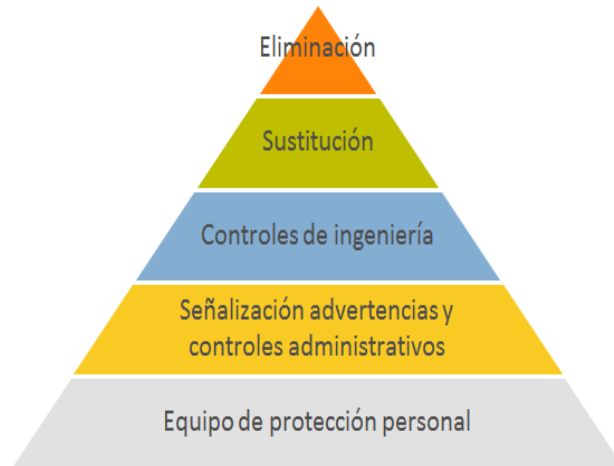 Eliminación
Sustitución
Controles de ingeniería
Señalización advertencias y
controles administrativos
Equipo de protección personal